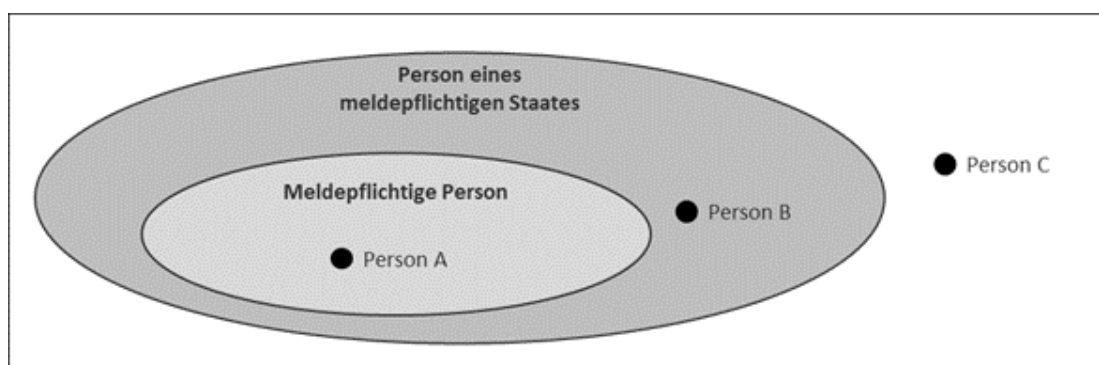 Person eines
meldepflichtigen Staates
Person C
Meldepflichtige Person
Person B
Person A